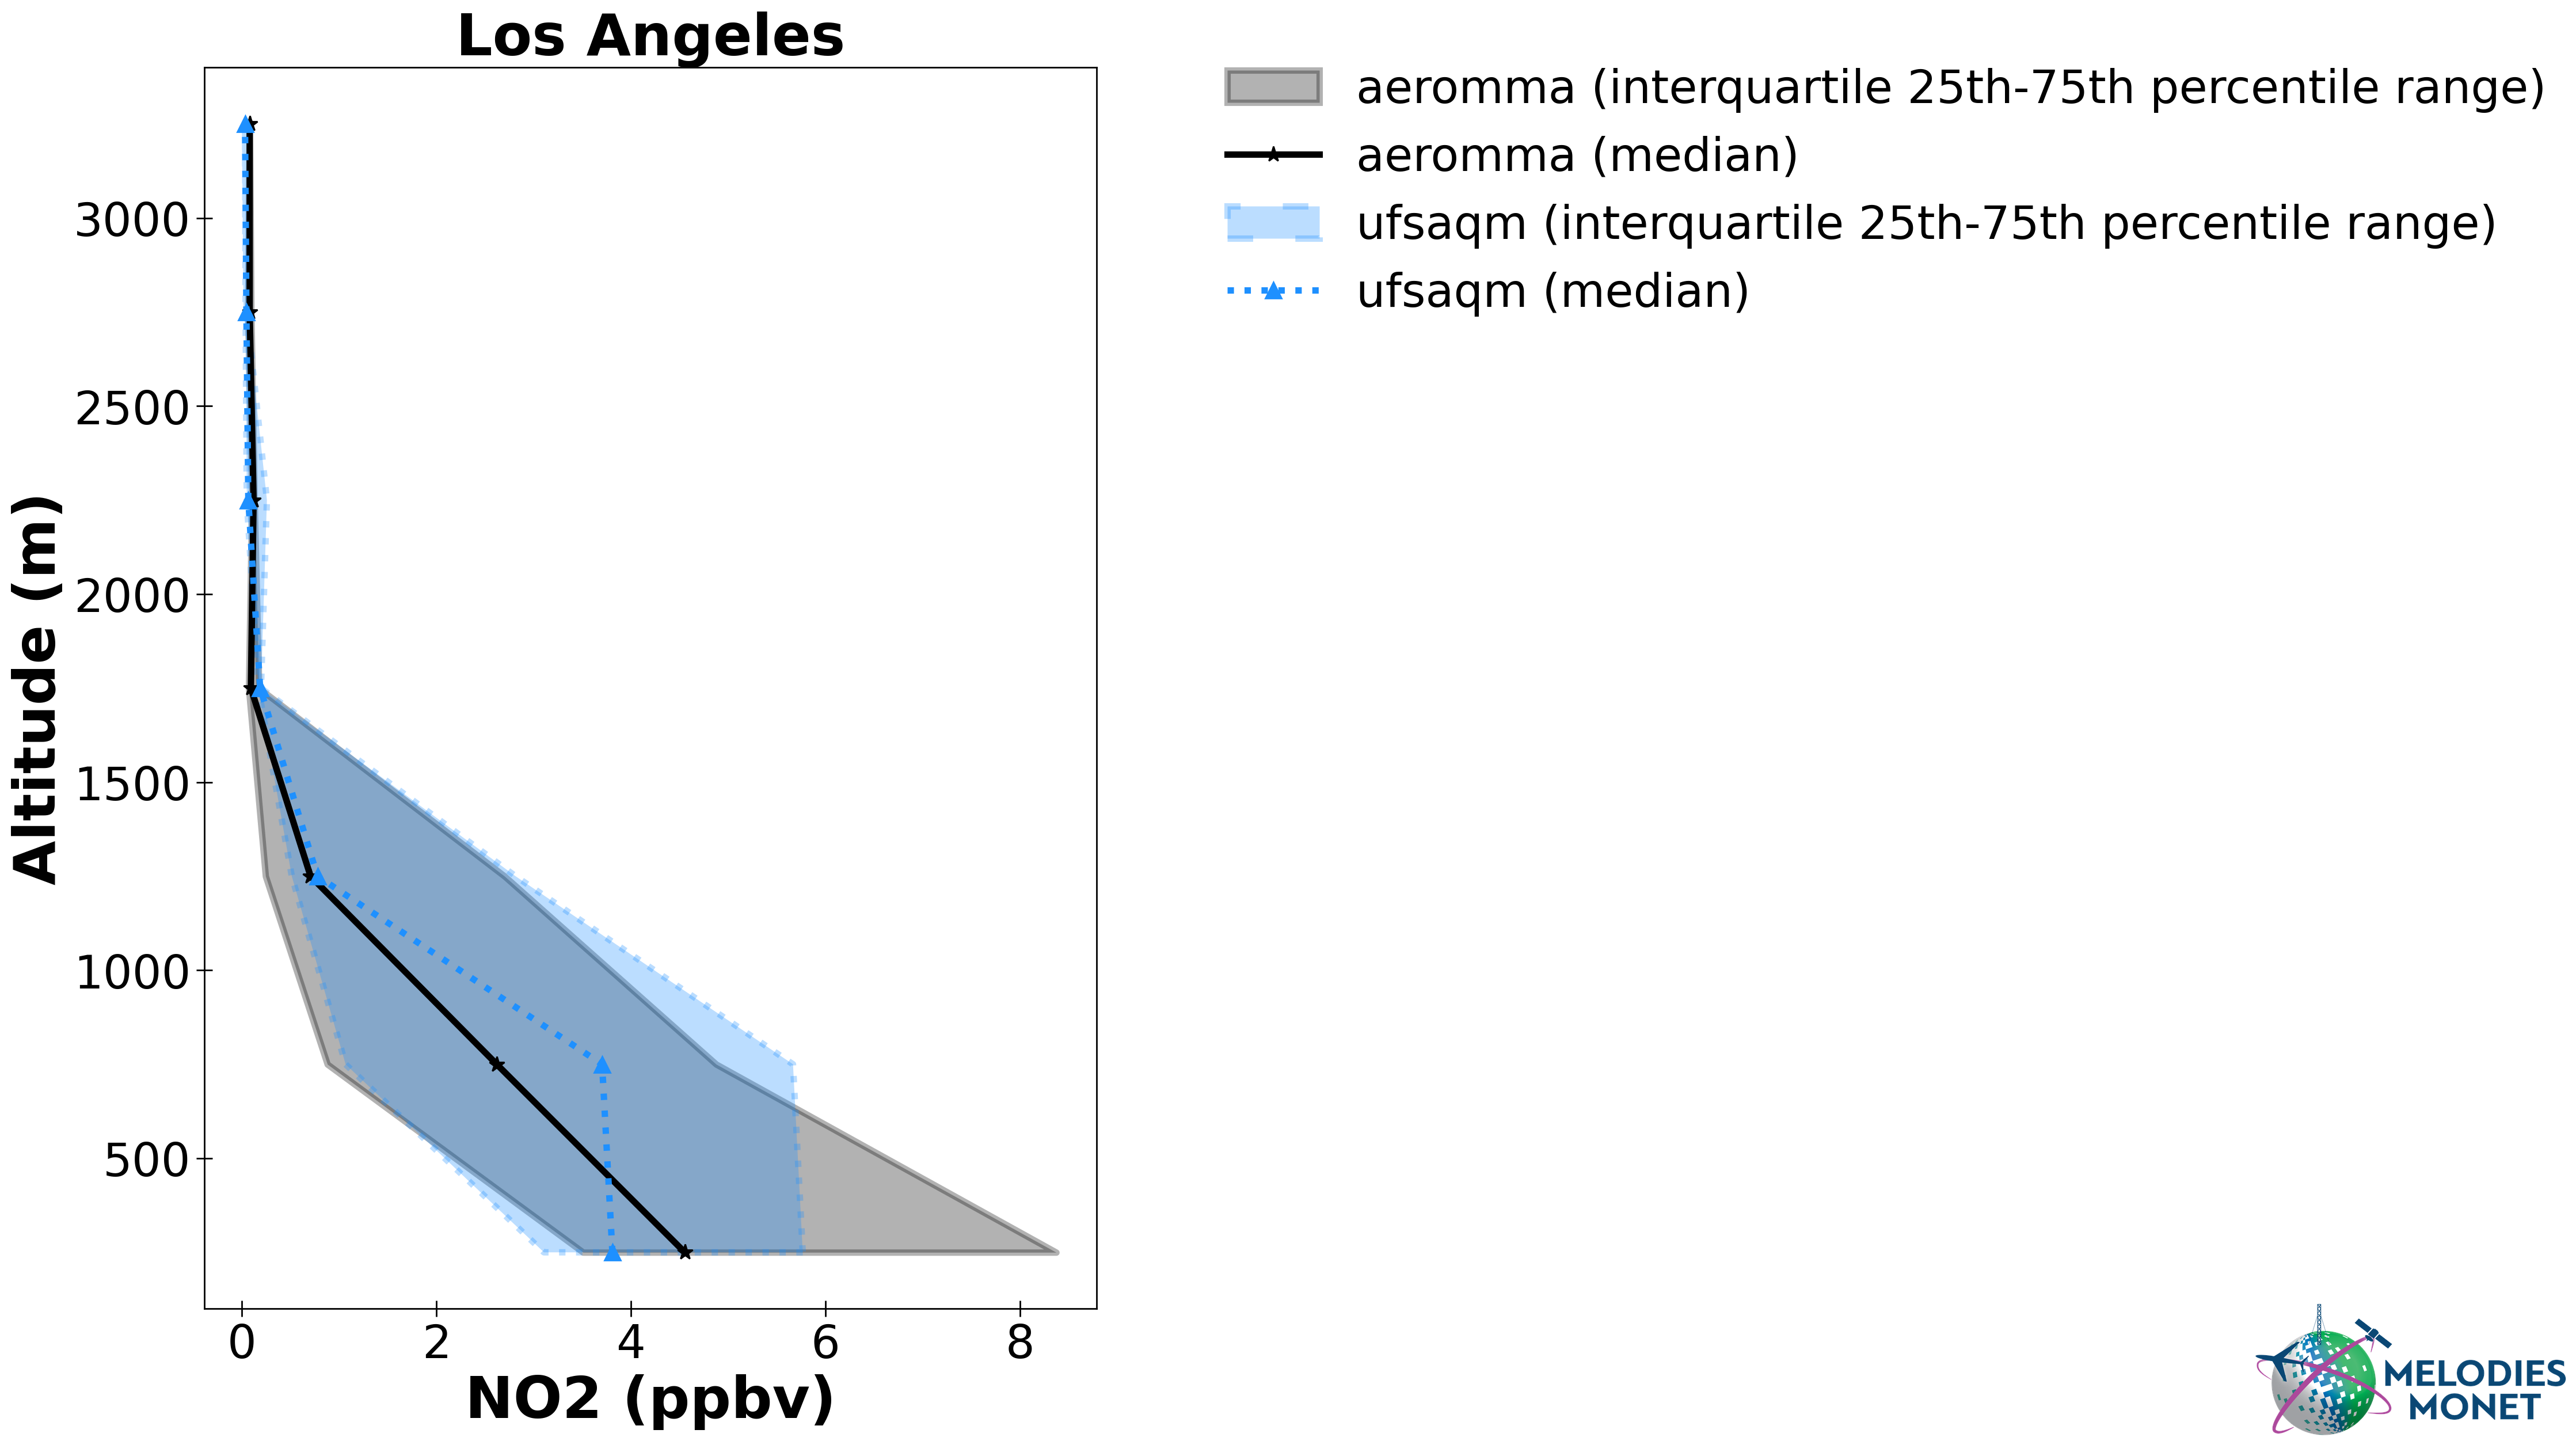 Los Angeles
aeromma (interquartile 25th-75th percentile range)
aeromma (median)
ufsaqm (interquartile 25th-75th percentile range)
ufsaqm (median)
Altitude (m)
3000
2500
2000
1500
1000
500
0 2 4 6 8
NO2 (ppbv)
MELODIES
MONET